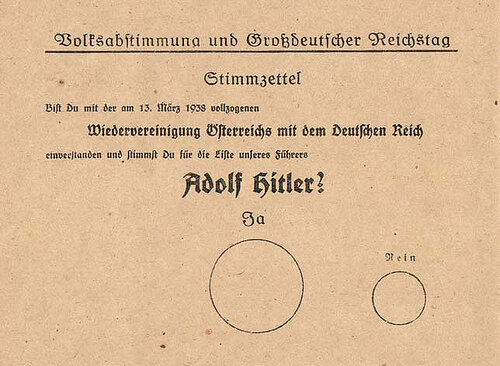 Volksabstimmung und Großdeutscher Reichstag
Stimmzettel
Bist Du mit der am 13. März 1938 vollzogenen
Wiedervereinigung Österreichs mit dem Deutschen Reich
einverstanden und stimmst Du für die Liste unseres Führers
Adolf Hitler?
Ja
Nein